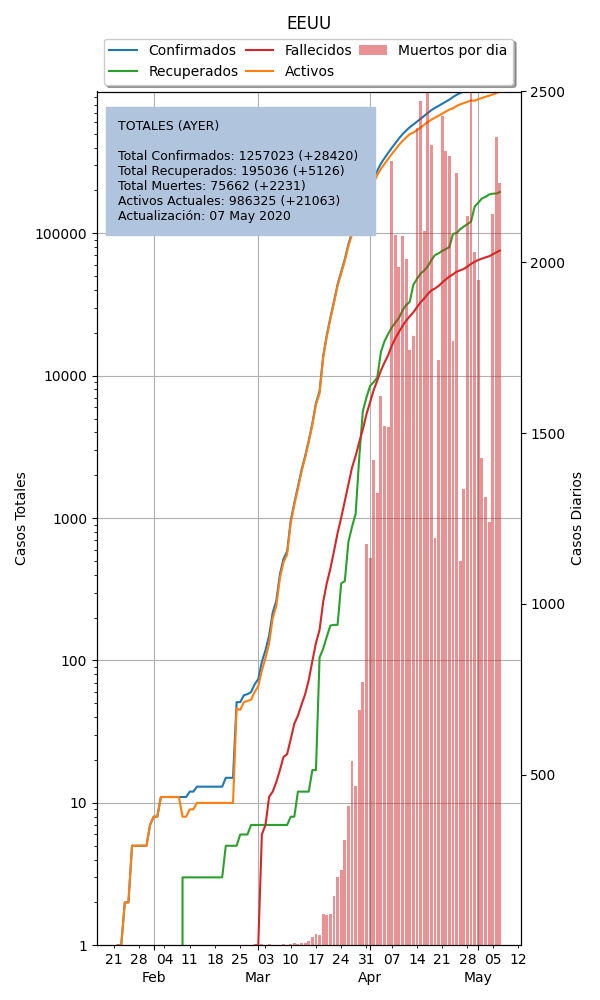 EEUU
Confirmados
Fallecidos
Muertos por dia
Recuperados
Activos
TOTALES (AYER)
Total Confirmados: 1257023 (+28420)
Total Recuperados: 195036 (+5126)
Total Muertes: 75662 (+2231)
Activos Actuales: 986325 (+21063)
Actualización: 07 May 2020
Casos Totales
100000
10000
1000
100
10
1
Casos Diarios
2500
2000
1500
1000
500
21 28 04 11 18 25 03 10 17 24 31 07 14 21 28 05 12
Feb Mar Apr May